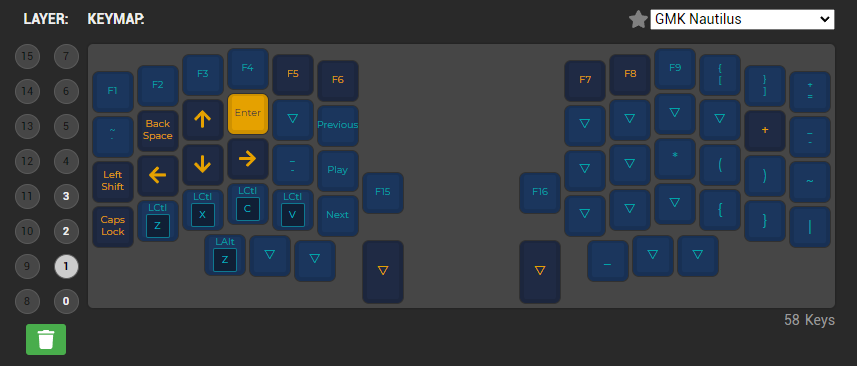 LAYER: KEYMAP: GMK Nautilus
15 7
14 6
13 5
12 4
11 3
10 2
9 1
8 0
F1 F2 F3 F4 F5 F6 F7 F8 F9 { } +
[ ] =
~ Back Space Enter Previous + _
-
Left Shift _ Play * ( ) ~
-
Caps Lock LCtl Z LCtl X LCtl C LCtl V Next F15 F16 { } |
LAlt Z _
58 Keys